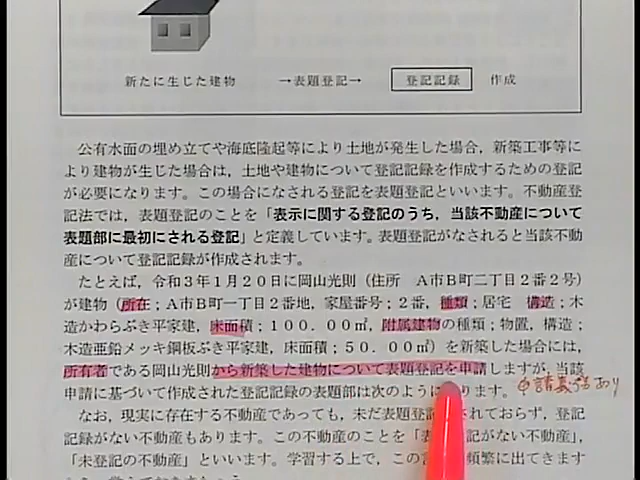 新たに生じた建物 →表題登記→ 登記記録 作成
公有水面の埋め立てや海底隆起等により土地が発生した場合，新築工事等に
より建物が生じた場合は，土地や建物について登記記録を作成するための登記
が必要になります。この場合になされる登記を表題登記といいます。不動産登
記法では，表題登記のことを「表示に関する登記のうち，当該不動産について
表題部に最初にされる登記」と定義しています。表題登記がなされると当該不動
産について登記記録が作成されます。
たとえば，令和３年１月２０日に岡山光則（住所 Ａ市Ｂ町二丁目２番２号）
が建物（所在；Ａ市Ｂ町一丁目２番地，家屋番号；２番，種類；居宅 構造；木
造かわらぶき平家建，床面積；１００．００㎡，附属建物の種類；物置，構造；
木造亜鉛メッキ鋼板ぶき平家建，床面積；５０．００㎡）を新築した場合には，
所有者である岡山光則から新築した建物について表題登記を申請しますが，当該
申請に基づいて作成された登記記録の表題部は次のように ります。
申請義務あり
なお，現実に存在する不動産であっても，未だ表題登 されておらず，登記
記録がない不動産もあります。この不動産のことを「表 記がない不動産」，
「未登記の不動産」といいます。学習する上で，この 頻繁に出てきます